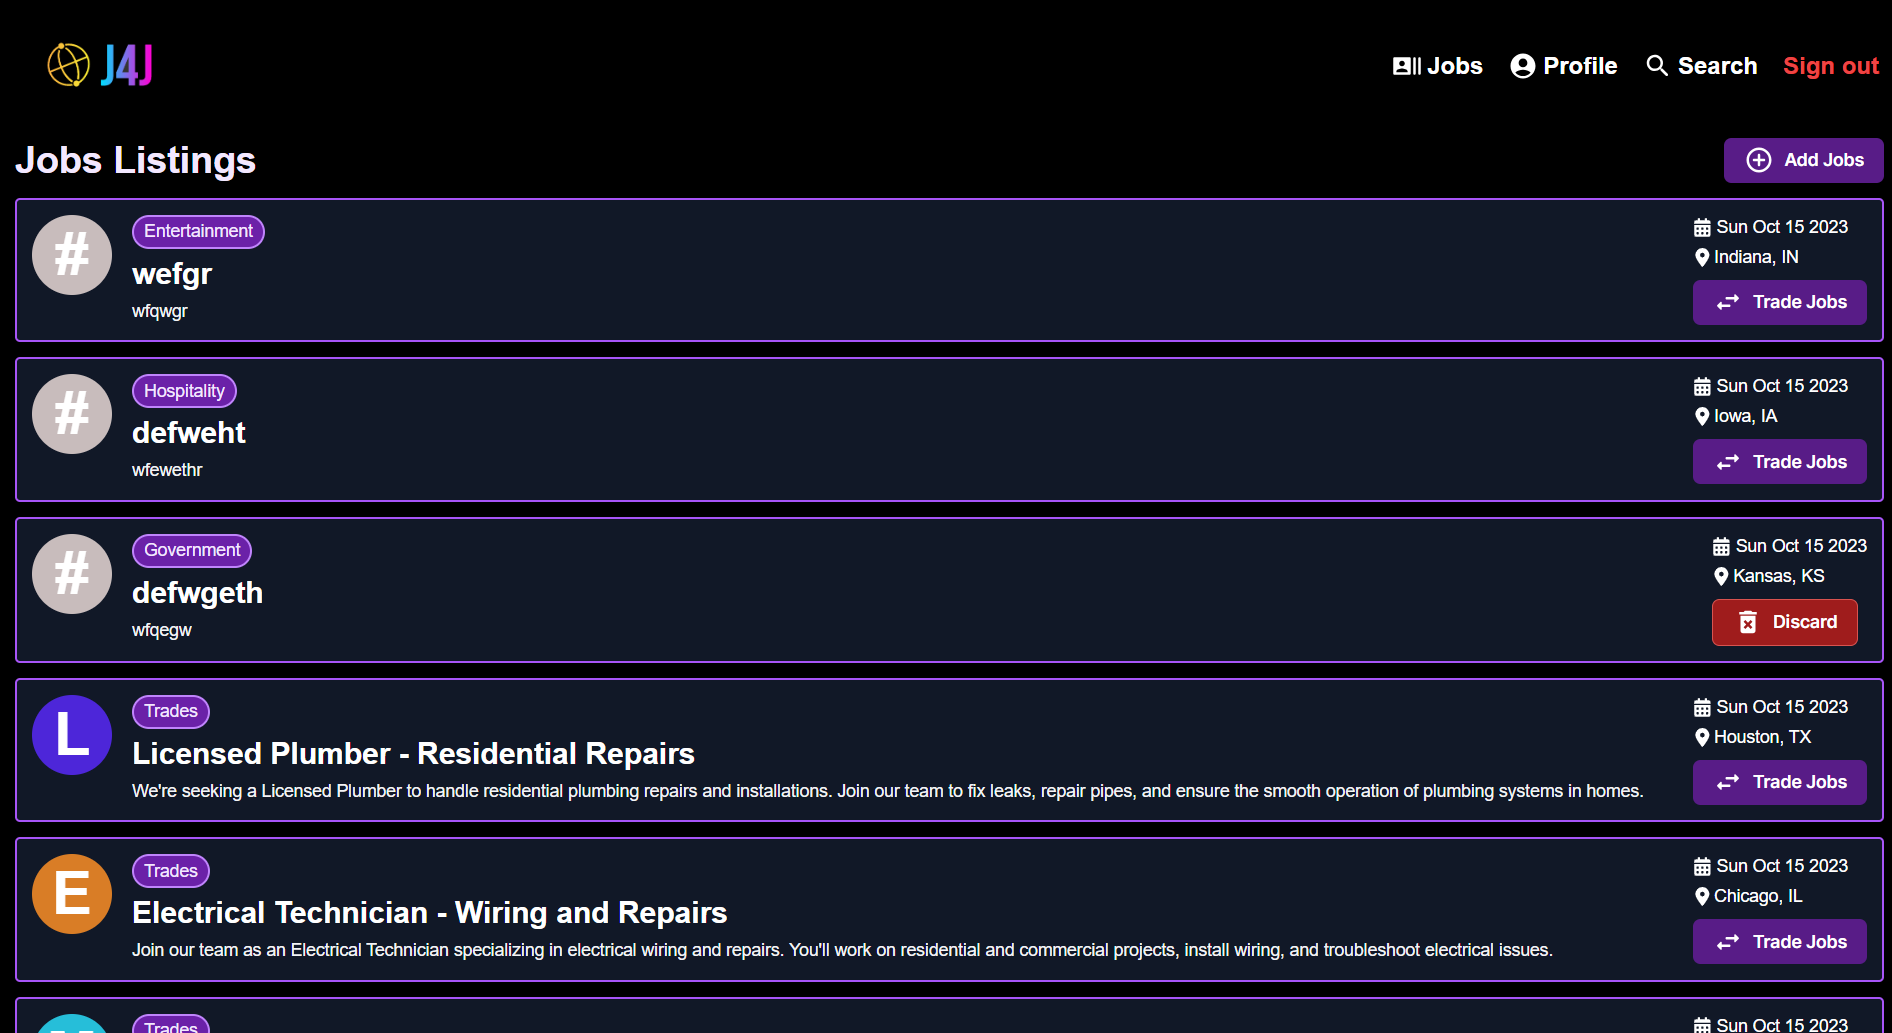 J4J
Jobs
Profile
Search
Sign out
Jobs Listings
Add Jobs
#
Entertainment
wefgr
wfqwgr
Sun Oct 15 2023
Indiana, IN
Trade Jobs
#
Hospitality
defweht
wfewethr
Sun Oct 15 2023
Iowa, IA
Trade Jobs
#
Government
defwgeth
wfqegw
Sun Oct 15 2023
Kansas, KS
Discard
L
Trades
Licensed Plumber - Residential Repairs
We're seeking a Licensed Plumber to handle residential plumbing repairs and installations. Join our team to fix leaks, repair pipes, and ensure the smooth operation of plumbing systems in homes.
Sun Oct 15 2023
Houston, TX
Trade Jobs
E
Trades
Electrical Technician - Wiring and Repairs
Join our team as an Electrical Technician specializing in electrical wiring and repairs. You'll work on residential and commercial projects, install wiring, and troubleshoot electrical issues.
Sun Oct 15 2023
Chicago, IL
Trade Jobs
Trades
Sun Oct 15 2023